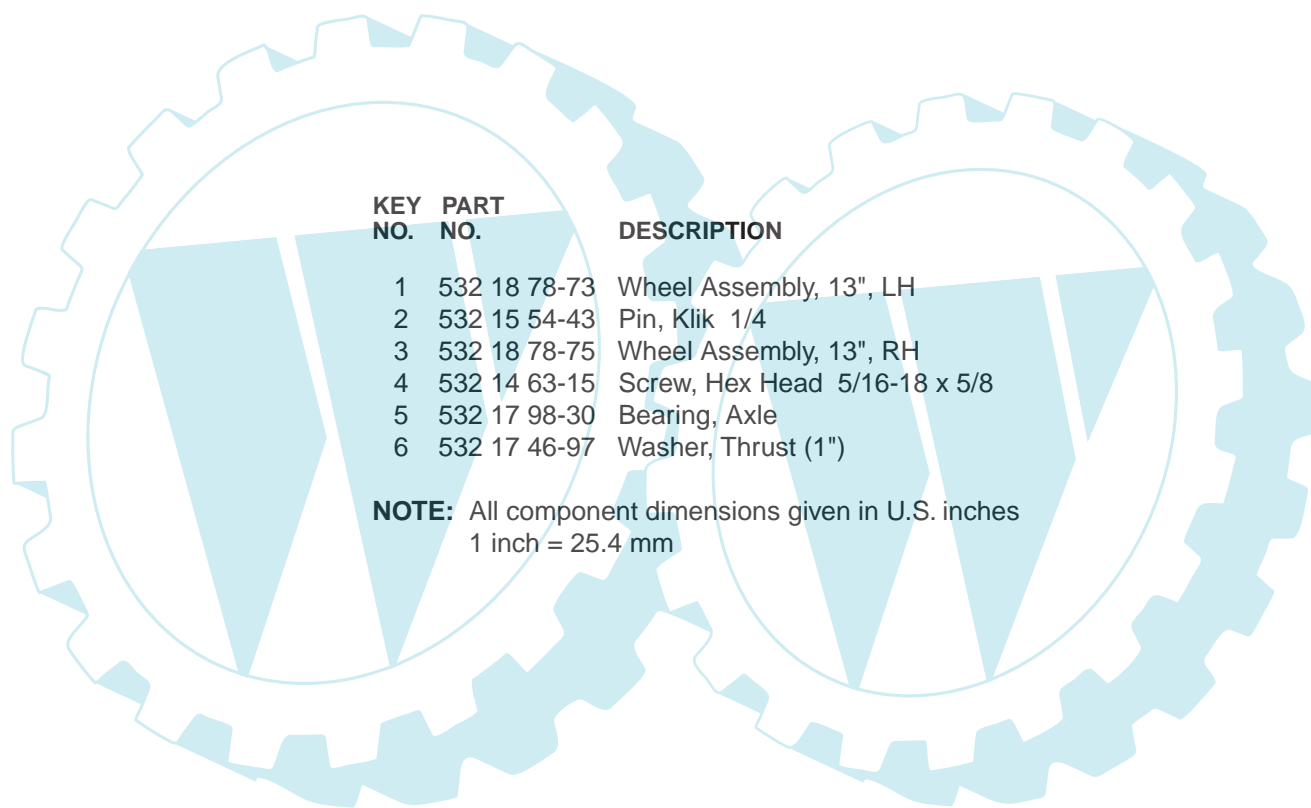 KEY PART
NO. NO. DESCRIPTION
1 532 18 78-73 Wheel Assembly, 13", LH
2 532 15 54-43 Pin, Klik 1/4
3 532 18 78-75 Wheel Assembly, 13", RH
4 532 14 63-15 Screw, Hex Head 5/16-18 x 5/8
5 532 17 98-30 Bearing, Axle
6 532 17 46-97 Washer, Thrust (1")
NOTE: All component dimensions given in U.S. inches
1 inch = 25.4 mm